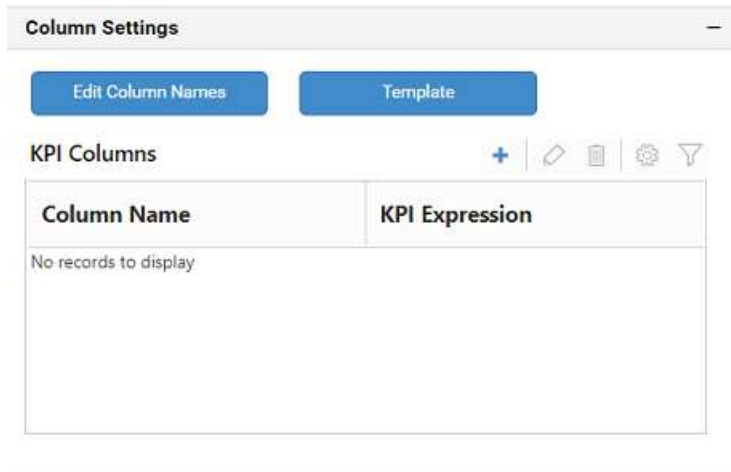 Column Settings
Edit Column Names Template
KPI Columns
Column Name KPI Expression
No records to display